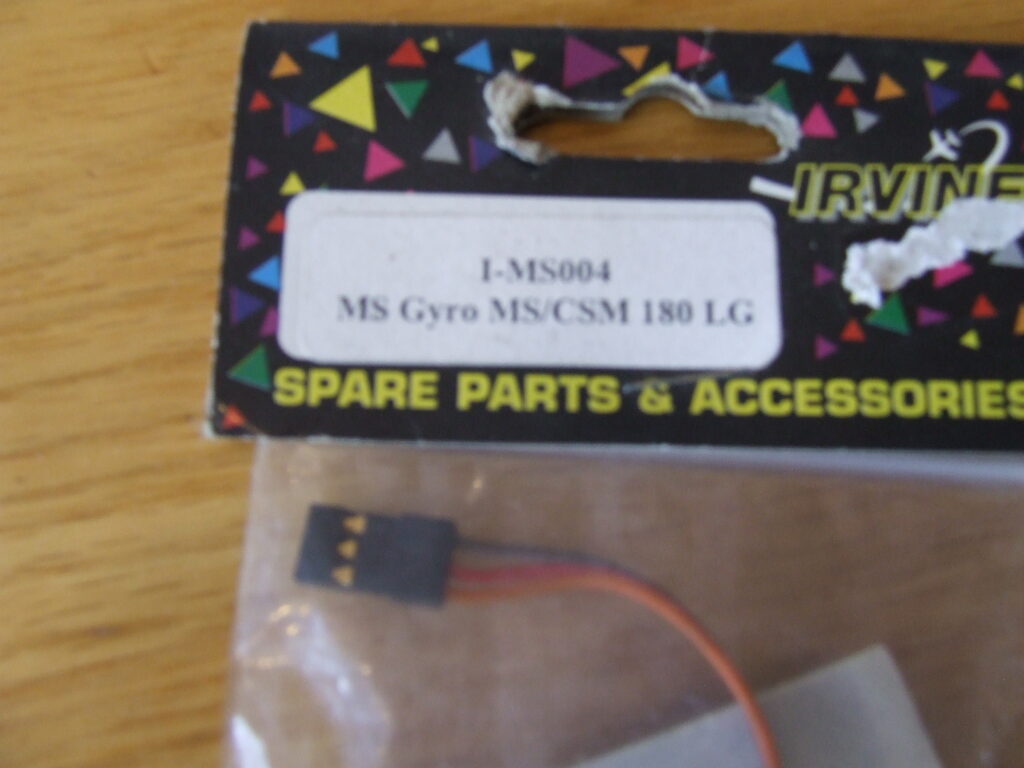 IRVINE
I-MS004
MS Gyro MS/CSM 180 LG
SPARE PARTS & ACCESSORIES